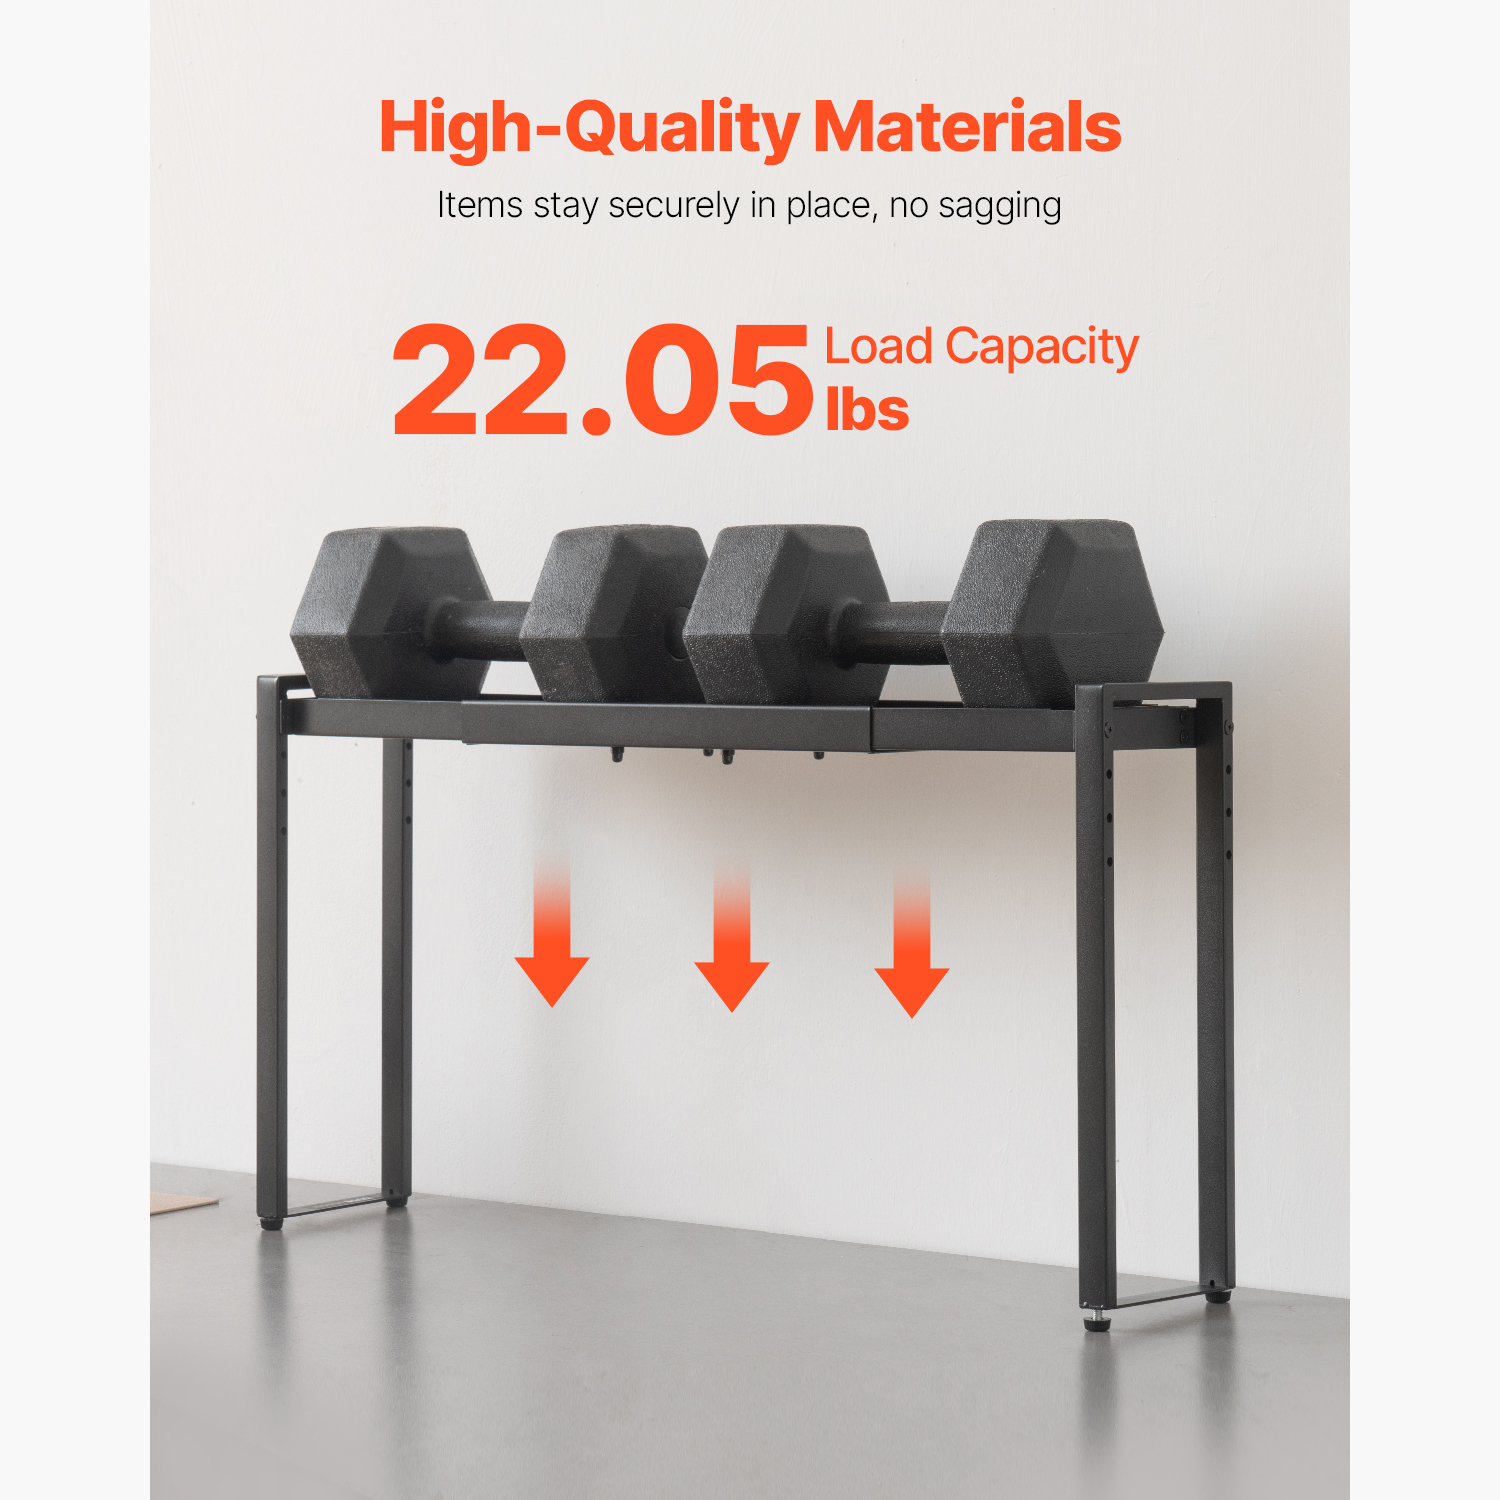 High-Quality Materials
Items stay securely in place, no sagging
22.05 Load Capacity
lbs